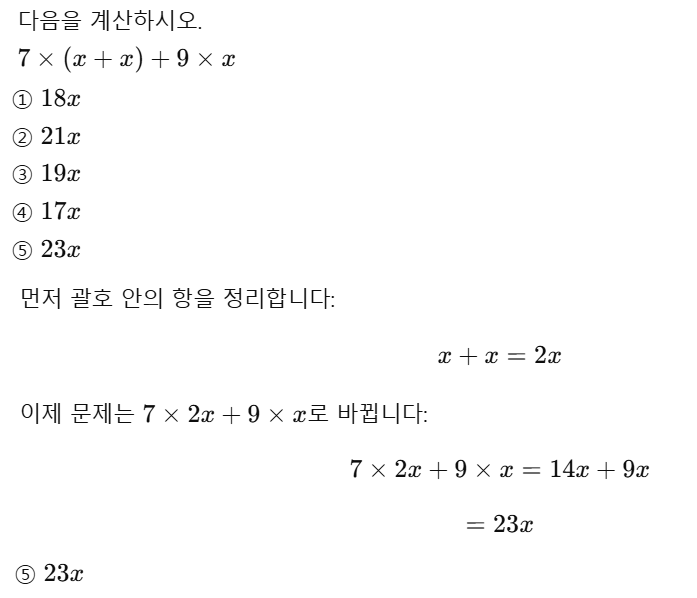 다음을 계산하시오.
7 × (x + x) + 9 × x
① 18x
② 21x
③ 19x
④ 17x
⑤ 23x
먼저 괄호 안의 항을 정리합니다:
x + x = 2x
이제 문제는 7 × 2x + 9 × x로 바뀝니다:
7 × 2x + 9 × x = 14x + 9x
= 23x
⑤ 23x